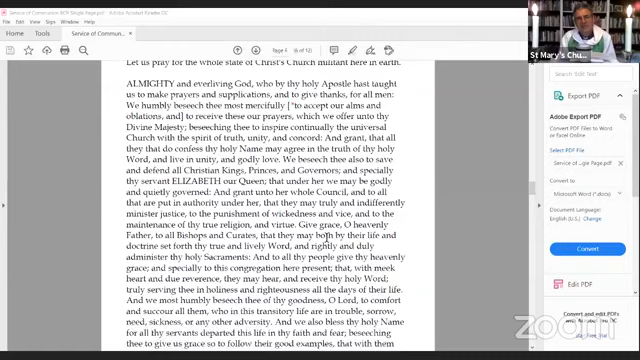 Service of Communion BCP Single Page.pdf - Adobe Acrobat Reader DC
File Edit View Sign Window Help
Home Tools Service of Commun... ×
Page 6 (6 of 12)
St Mary's Chu
Let us pray for the whole state of Christ's Church militant here in earth.
ALMIGHTY and everliving God, who by thy holy Apostle hast taught
us to make prayers and supplications, and to give thanks, for all men:
We humbly beseech thee most mercifully [*to accept our alms and
oblations, and] to receive these our prayers, which we offer unto thy
Divine Majesty; beseeching thee to inspire continually the universal
Church with the spirit of truth, unity, and concord: And grant, that all
they that do confess thy holy Name may agree in the truth of thy holy
Word, and live in unity, and godly love. We beseech thee also to save
and defend all Christian Kings, Princes, and Governors; and specially
thy servant ELIZABETH our Queen; that under her we may be godly
and quietly governed: And grant unto her whole Council, and to all
that are put in authority under her, that they may truly and indifferently
minister justice, to the punishment of wickedness and vice, and to the
maintenance of thy true religion, and virtue. Give grace, O heavenly
Father, to all Bishops and Curates, that they may both by their life and
doctrine set forth thy true and lively Word, and rightly and duly
administer thy holy Sacraments: And to all thy people give thy heavenly
grace; and specially to this congregation here present; that, with meek
heart and due reverence, they may hear, and receive thy holy Word;
truly serving thee in holiness and righteousness all the days of their life.
And we most humbly beseech thee of thy goodness, O Lord, to comfort
and succour all them, who in this transitory life are in trouble, sorrow,
need, sickness, or any other adversity. And we also bless thy holy Name
for all thy servants departed this life in thy faith and fear; beseeching
thee to give us grace so to follow their good examples, that with them
Search 'Edit Text'
Export PDF
Adobe Export PDF
Convert PDF Files to Word
or Excel Online
Select PDF File
Service of ...gle Page.pdf ×
Convert to
Microsoft Word (*.docx)
Document Language:
English (U.S.) Change
Convert
Edit PDF
Convert and edit PDFs
zoom